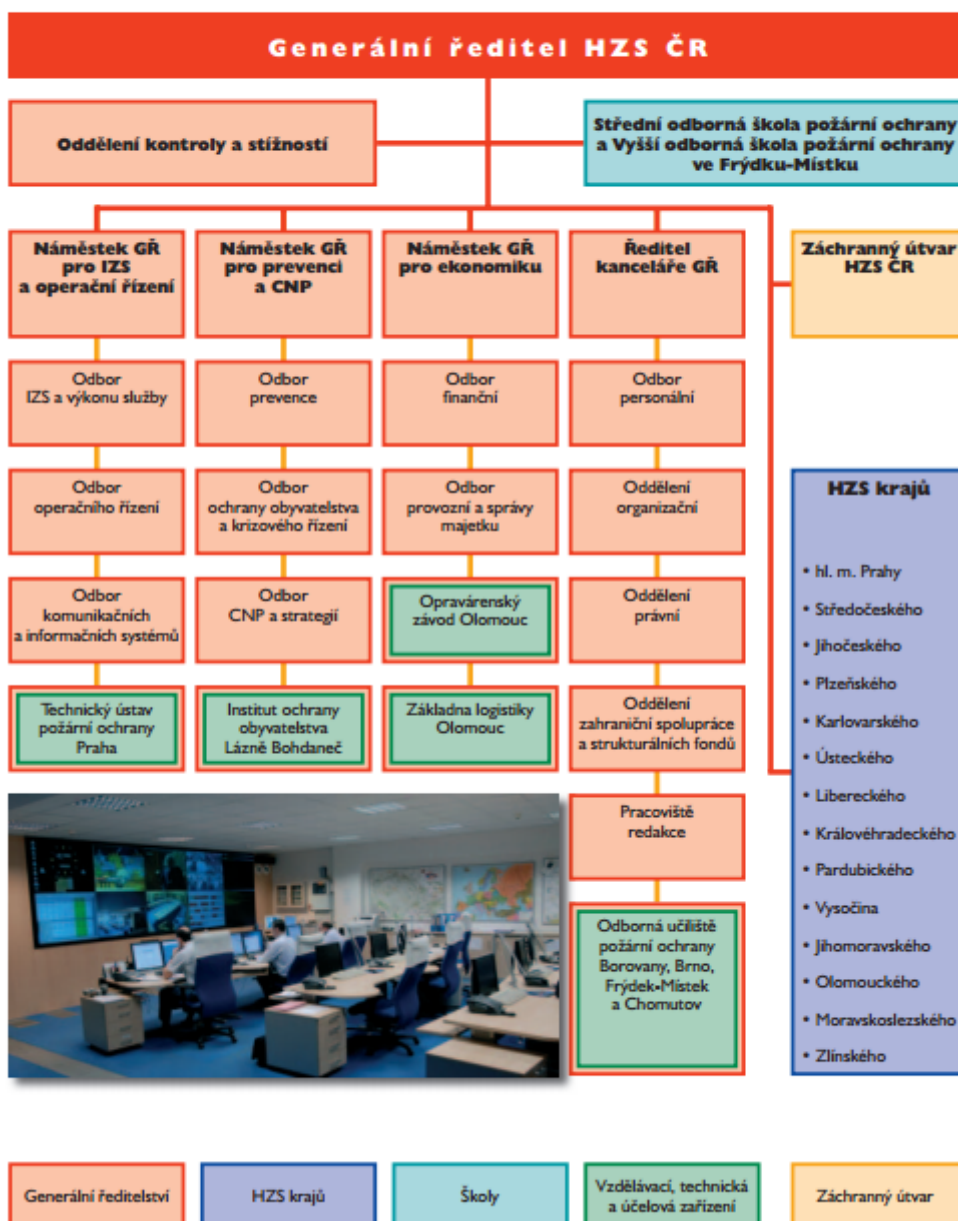 Generální ředitel HZS ČR
Oddělení kontroly a stížností
Střední odborná škola požární ochrany
a Vyšší odborná škola požární ochrany
ve Frýdku-Místku
Náměstek GŘ
pro IZS
a operační řízení
Náměstek GŘ
pro prevenci
a CNP
Náměstek GŘ
pro ekonomiku
Ředitel
kanceláře GŘ
Záchranný útvar
HZS ČR
Odbor
IZS a výkonu služby
Odbor
prevence
Odbor
finanční
Odbor
personální
Odbor
operačního řízení
Odbor
ochrany obyvatelstva
a krizového řízení
Odbor
provozní a správy
majetku
Oddělení
organizační
Odbor
komunikačních
a informačních systémů
Odbor
CNP a strategií
Opravárenský
závod Olomouc
Oddělení
právní
Technický ústav
požární ochrany
Praha
Institut ochrany
obyvatelstva
Lázně Bohdaneč
Základna logistiky
Olomouc
Oddělení
zahraniční spolupráce
a strukturálních fondů
Pracoviště
redakce
Odborná učiliště
požární ochrany
Borovany, Brno,
Frýdek-Místek
a Chomutov
HZS krajů
• hl. m. Prahy
• Středočeského
• Jihočeského
• Plzeňského
• Karlovarského
• Ústeckého
• Libereckého
• Královéhradeckého
• Pardubického
• Vysočina
• Jihomoravského
• Olomouckého
• Moravskoslezského
• Zlínského
Generální ředitelství
HZS krajů
Školy
Vzdělávací, technická
a účelová zařízení
Záchranný útvar